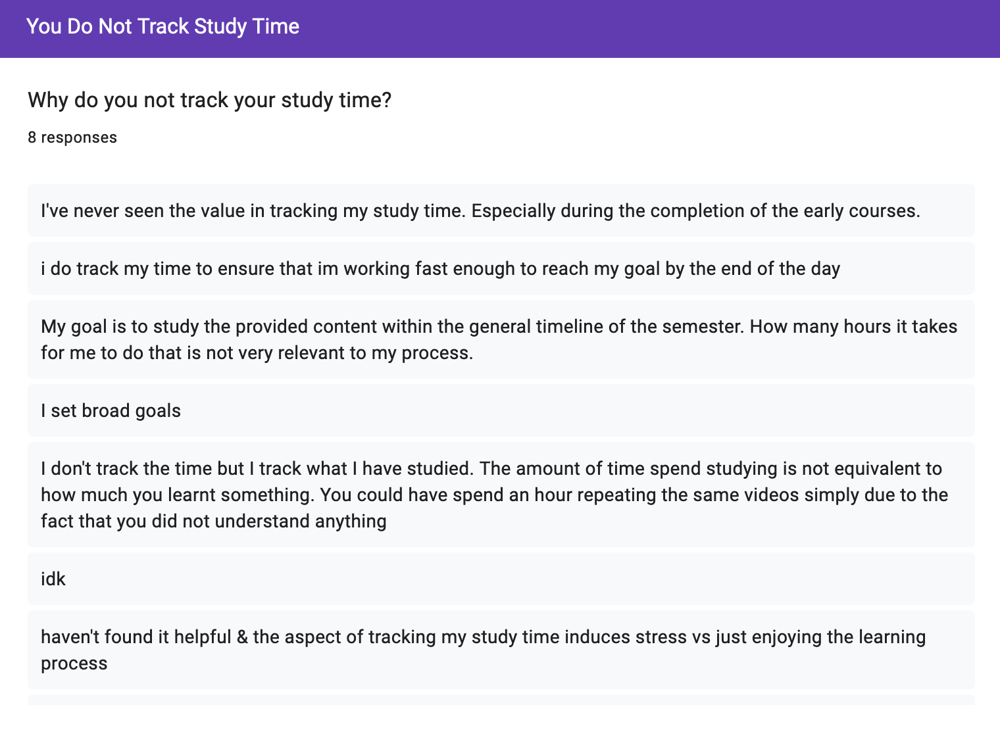 You Do Not Track Study Time
Why do you not track your study time?
8 responses
I've never seen the value in tracking my study time. Especially during the completion of the early courses.
i do track my time to ensure that im working fast enough to reach my goal by the end of the day
My goal is to study the provided content within the general timeline of the semester. How many hours it takes
for me to do that is not very relevant to my process.
I set broad goals
I don't track the time but I track what I have studied. The amount of time spend studying is not equivalent to
how much you learnt something. You could have spend an hour repeating the same videos simply due to the
fact that you did not understand anything
idk
haven't found it helpful & the aspect of tracking my study time induces stress vs just enjoying the learning
process